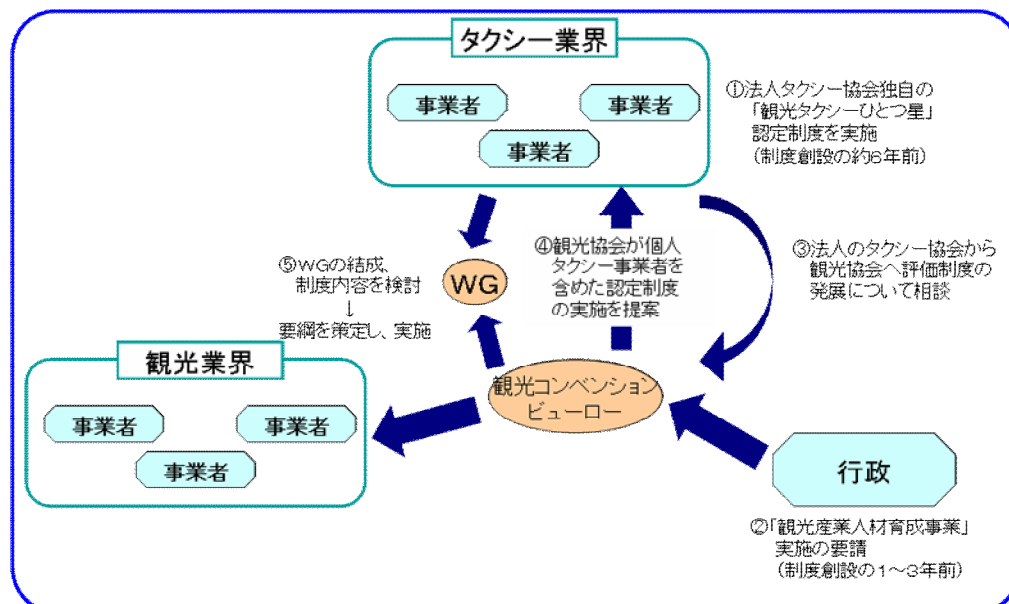 タクシー業界
事業者
事業者
事業者
①法人タクシー協会独自の
「観光タクシーひとつ星」
認定制度を実施
(制度創設の約6年前)
③法人のタクシー協会から
観光協会へ評価制度の
発展について相談
④観光協会が個人
タクシー事業者を
含めた認定制度
の実施を提案
⑤WGの結成、
制度内容を検討
↓
要綱を策定し、実施
WG
観光業界
事業者
事業者
事業者
観光コンベンション
ビューロー
行政
②「観光産業人材育成事業」
実施の要請
(制度創設の1～3年前)